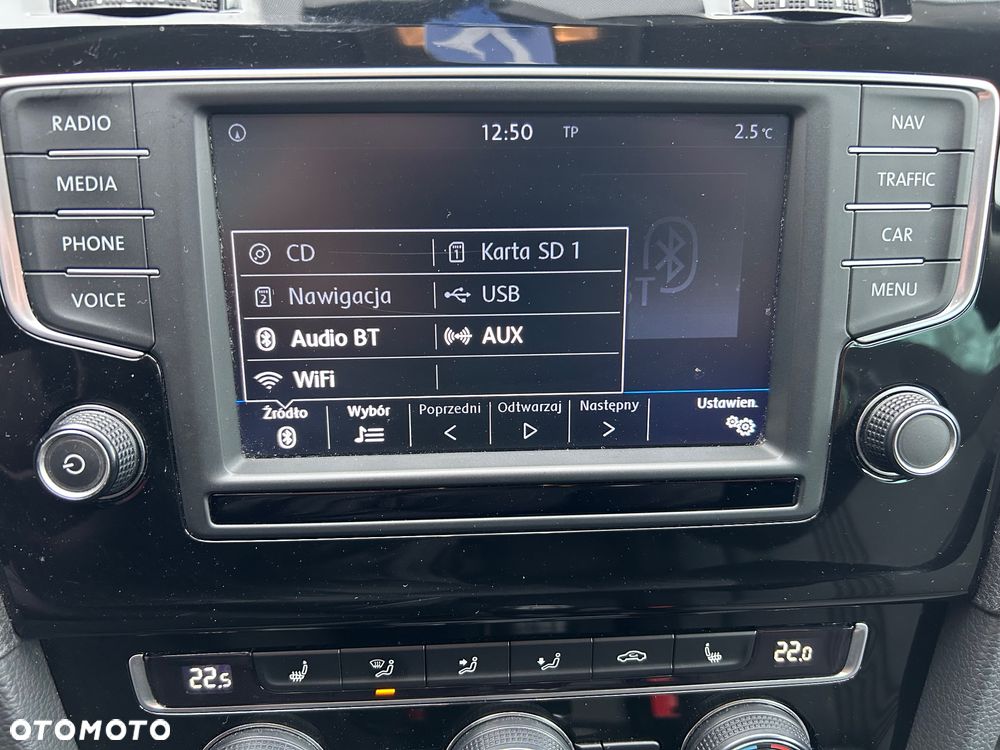 RADIO
MEDIA
PHONE
VOICE
12:50 TP 2.5°C
CD Karta SD 1
Nawigacja USB
Audio BT AUX
WiFi
BT
Źródło Wybór Poprzedni Odtwarzaj Następny Ustawien.
NAV
TRAFFIC
CAR
MENU
22.5
22.0
OTOMOTO